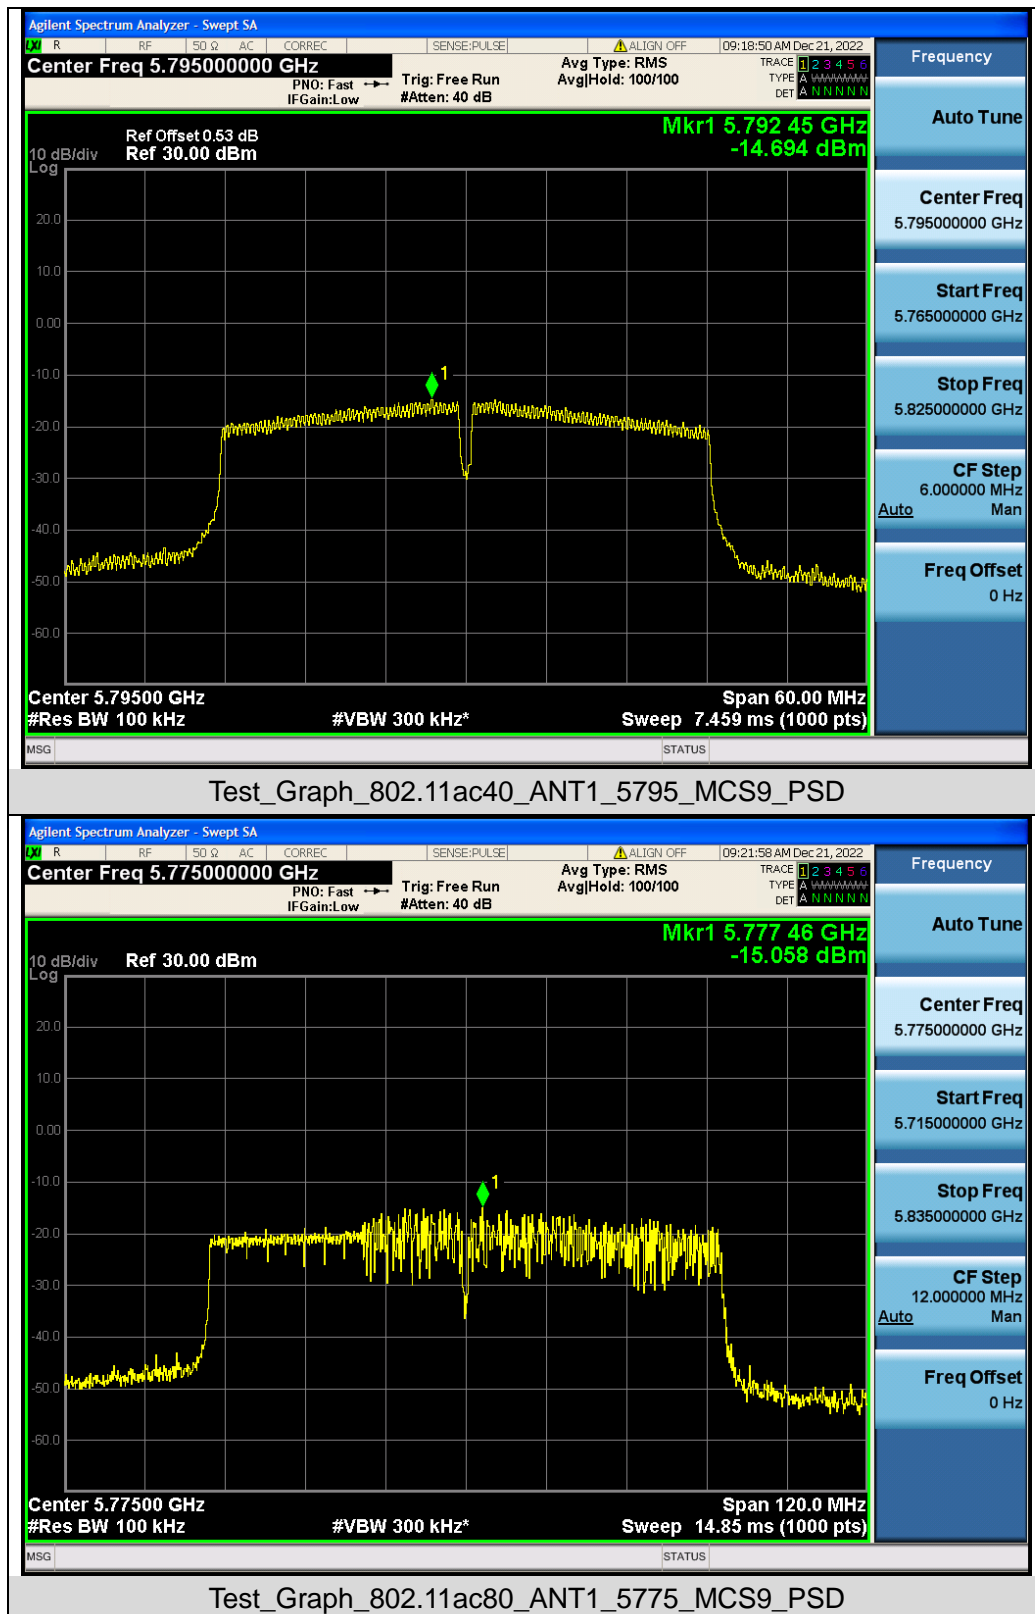 Agilent Spectrum Analyzer - Swept SA
LXI R RF 50 Ω AC CORREC SENSE:PULSE ALIGN OFF 09:18:50 AM Dec 21, 2022
Center Freq 5.795000000 GHz
PNO: Fast
IFGain:Low
Trig: Free Run
#Atten: 40 dB
Avg Type: RMS
Avg|Hold: 100/100
TRACE 1 2 3 4 5 6
TYPE A WWWWW
DET A N N N N N
Frequency
Auto Tune
Center Freq
5.795000000 GHz
Start Freq
5.765000000 GHz
Stop Freq
5.825000000 GHz
CF Step
6.000000 MHz
Auto Man
Freq Offset
0 Hz
Mkr1 5.792 45 GHz
-14.694 dBm
Ref Offset 0.53 dB
10 dB/div Ref 30.00 dBm
Log
20.0
10.0
0.00
-10.0
-20.0
-30.0
-40.0
-50.0
-60.0
1
Center 5.79500 GHz Span 60.00 MHz
#Res BW 100 kHz #VBW 300 kHz* Sweep 7.459 ms (1000 pts)
MSG STATUS
Test_Graph_802.11ac40_ANT1_5795_MCS9_PSD
Agilent Spectrum Analyzer - Swept SA
LXI R RF 50 Ω AC CORREC SENSE:PULSE ALIGN OFF 09:21:58 AM Dec 21, 2022
Center Freq 5.775000000 GHz
PNO: Fast
IFGain:Low
Trig: Free Run
#Atten: 40 dB
Avg Type: RMS
Avg|Hold: 100/100
TRACE 1 2 3 4 5 6
TYPE A WWWWW
DET A N N N N N
Frequency
Auto Tune
Center Freq
5.775000000 GHz
Start Freq
5.715000000 GHz
Stop Freq
5.835000000 GHz
CF Step
12.000000 MHz
Auto Man
Freq Offset
0 Hz
Mkr1 5.777 46 GHz
-15.058 dBm
10 dB/div Ref 30.00 dBm
Log
20.0
10.0
0.00
-10.0
-20.0
-30.0
-40.0
-50.0
-60.0
1
Center 5.77500 GHz Span 120.0 MHz
#Res BW 100 kHz #VBW 300 kHz* Sweep 14.85 ms (1000 pts)
MSG STATUS
Test_Graph_802.11ac80_ANT1_5775_MCS9_PSD